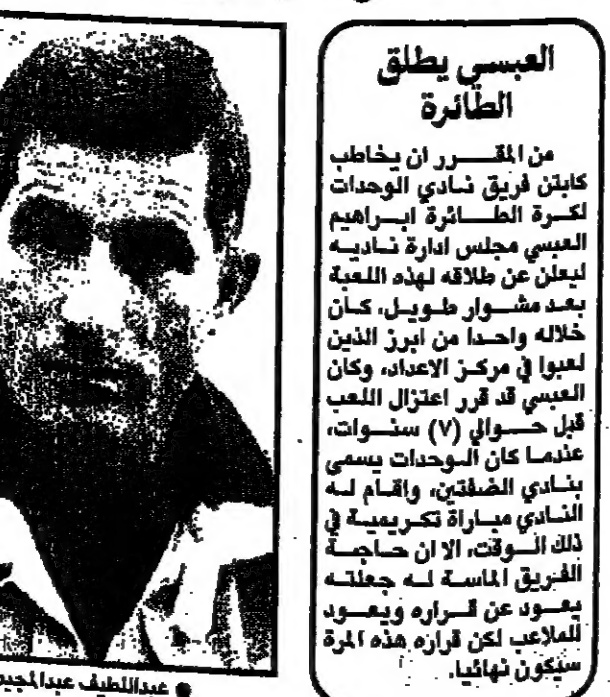 العبسي يطلق
الطائرة
من المقرر ان يخاطب
كابتن فريق نادي الوحدات
لكرة الطائرة ابراهيم
العبسي مجلس ادارة ناديه
ليعلن عن طلاقه لهذه اللعبة
بعد مشوار طويل، كان
خلاله واحدا من ابرز الذين
لعبوا في مركز الاعداد، وكان
العبسي قد قرر اعتزال اللعب
قبل حوالي (٧) سنوات،
عندما كان الوحدات يسمى
بنادي الضفتين، واقام له
النادي مباراة تكريمية في
ذلك الوقت، الا ان حاجة
الفريق الماسة له جعلته
يعود عن قراره ويعود
للملاعب لكن قراره هذه المرة
سيكون نهائيا.
● عبداللطيف عبدالمجيد